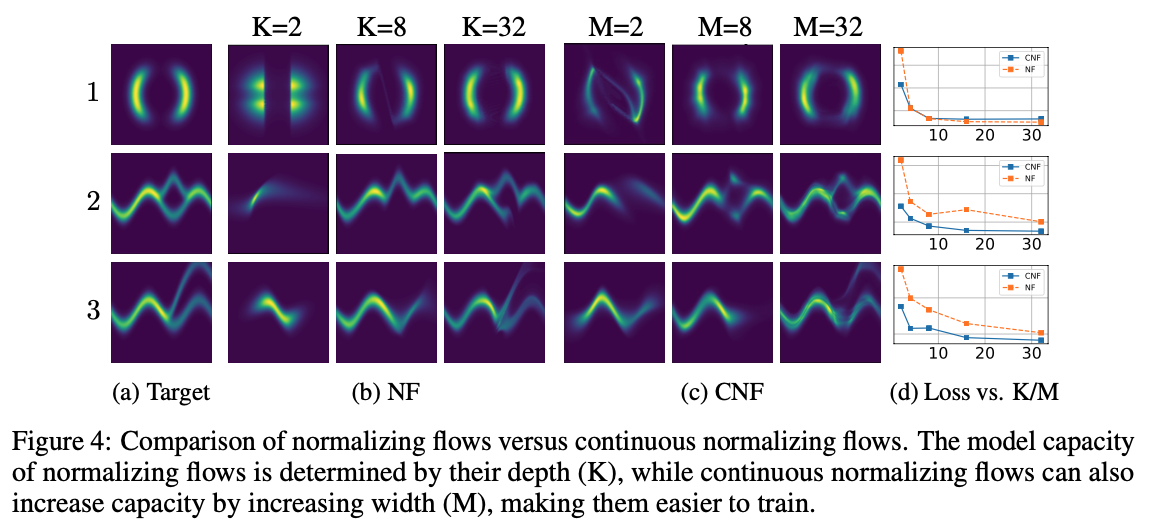 K=2 K=8 K=32 M=2 M=8 M=32
1
CNF
NF
10 20 30
2
CNF
NF
10 20 30
3
CNF
NF
10 20 30
(a) Target (b) NF (c) CNF (d) Loss vs. K/M
Figure 4: Comparison of normalizing flows versus continuous normalizing flows. The model capacity
of normalizing flows is determined by their depth (K), while continuous normalizing flows can also
increase capacity by increasing width (M), making them easier to train.